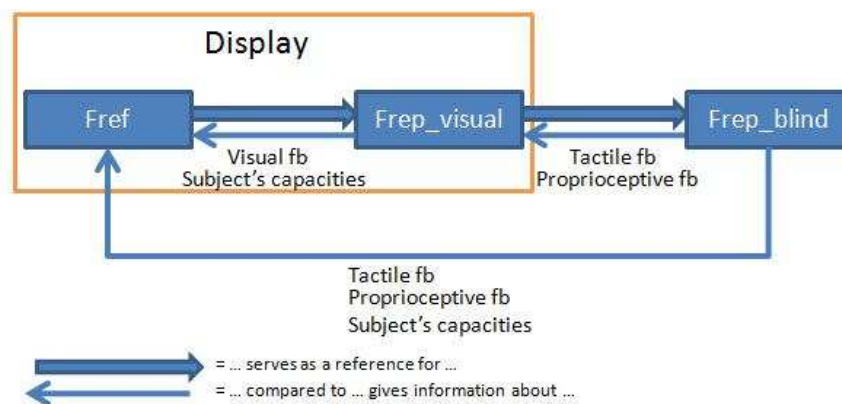 Display
Fref
Frep_visual
Frep_blind
Visual fb
Subject's capacities
Tactile fb
Proprioceptive fb
Tactile fb
Proprioceptive fb
Subject's capacities
= ... serves as a reference for ...
= ... compared to ... gives information about ...